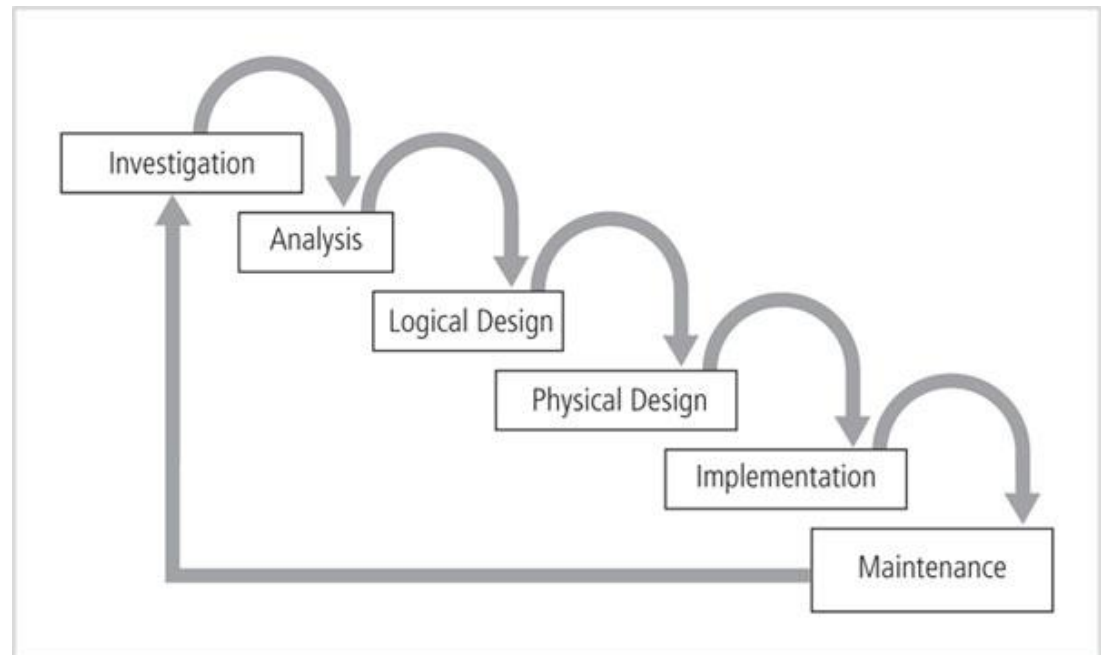 Investigation
Analysis
Logical Design
Physical Design
Implementation
Maintenance